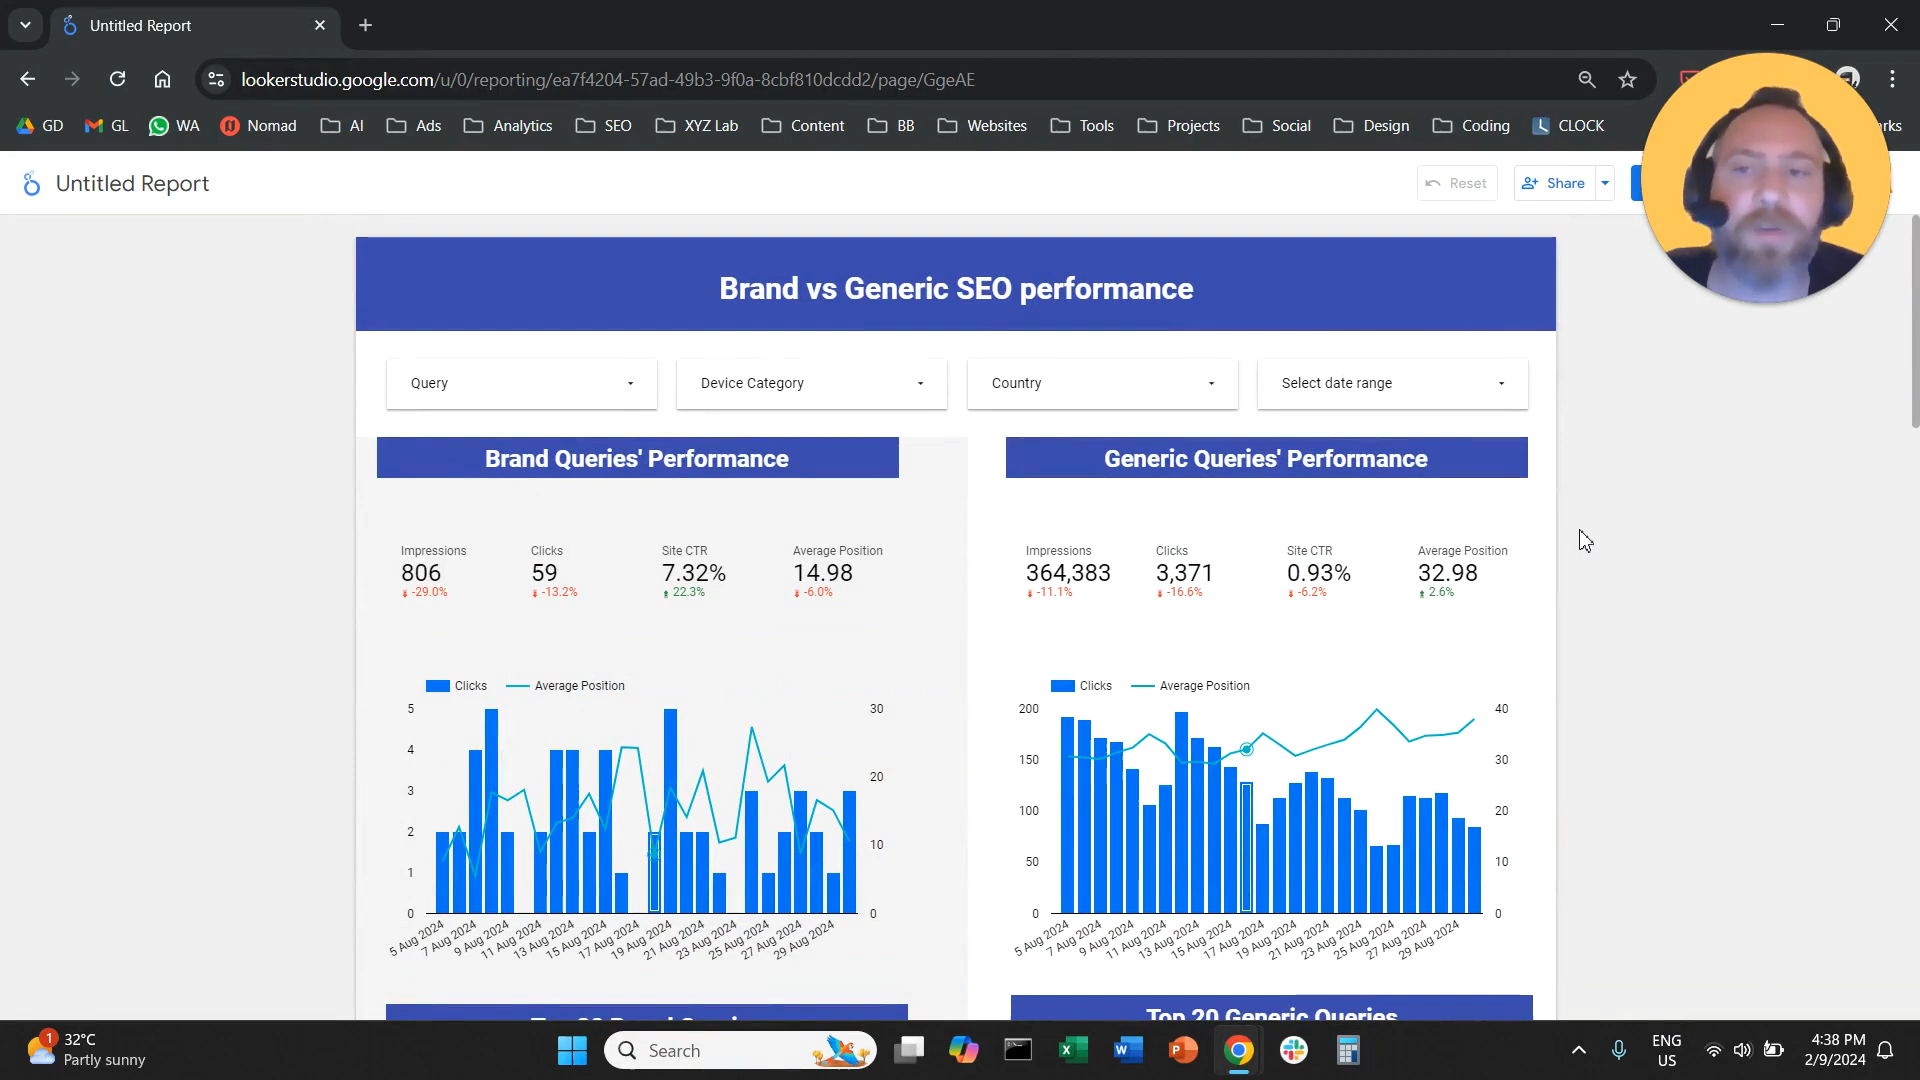 Untitled Report
lookerstudio.google.com/u/0/reporting/ea7f4204-57ad-49b3-9f0a-8cbf810dcdd2/page/GgeAE
GD GL WA Nomad AI Ads Analytics SEO XYZ Lab Content BB Websites Tools Projects Social Design Coding CLOCK
Untitled Report
Reset Share
Brand vs Generic SEO performance
Query Device Category Country Select date range
Brand Queries' Performance
Impressions Clicks Site CTR Average Position
806 59 7.32% 14.98
-29.0% -13.2% 22.3% -6.0%
Clicks Average Position
5 30
4
3 20
2
10
1
0 0
5 Aug 2024 7 Aug 2024 9 Aug 2024 11 Aug 2024 13 Aug 2024 15 Aug 2024 17 Aug 2024 19 Aug 2024 21 Aug 2024 23 Aug 2024 25 Aug 2024 27 Aug 2024 29 Aug 2024
Generic Queries' Performance
Impressions Clicks Site CTR Average Position
364,383 3,371 0.93% 32.98
-11.1% -16.6% -6.2% 2.6%
Clicks Average Position
200 40
150 30
100 20
50 10
0 0
5 Aug 2024 7 Aug 2024 9 Aug 2024 11 Aug 2024 13 Aug 2024 15 Aug 2024 17 Aug 2024 19 Aug 2024 21 Aug 2024 23 Aug 2024 25 Aug 2024 27 Aug 2024 29 Aug 2024
Top 20 Generic Queries
1
32°C
Partly sunny
Search
ENG
US
4:38 PM
2/9/2024